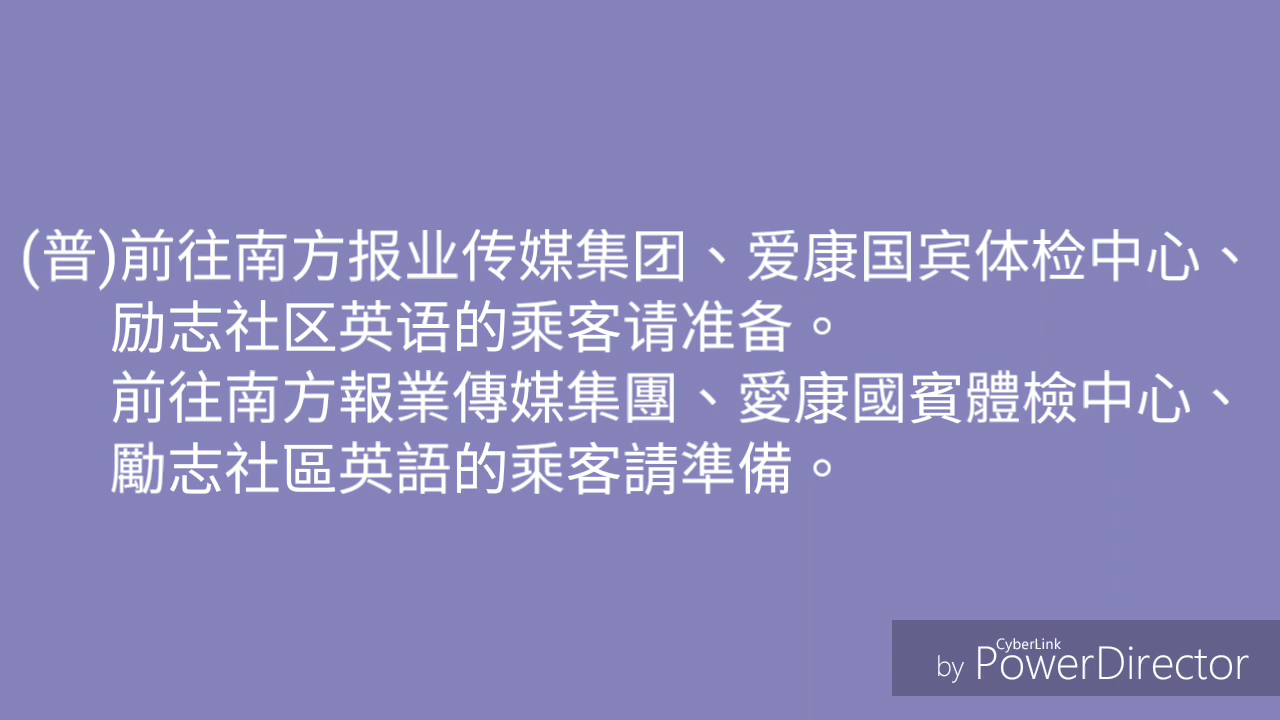 (普)前往南方报业传媒集团、爱康国宾体检中心、
励志社区英语的乘客请准备。
前往南方報業傳媒集團、愛康國賓體檢中心、
勵志社區英語的乘客請準備。
CyberLink
by PowerDirector